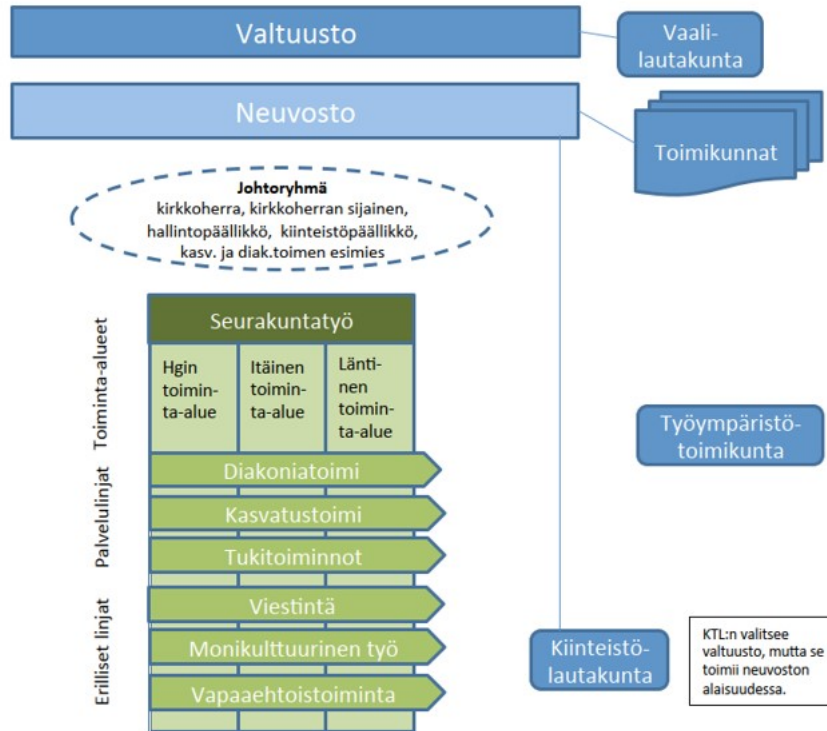 Valtuusto
Vaali-
lautakunta
Neuvosto
Toimikunnat
Johtoryhmä
kirkkoherra, kirkkoherran sijainen,
hallintopäällikkö, kiinteistöpäällikkö,
kasv. ja diak.toimen esimies
Toiminta-alueet
Seurakuntatyö
Hgin
toimin-
ta-alue
Itäinen
toimin-
ta-alue
Länti-
nen
toimin-
ta-alue
Työympäristö-
toimikunta
Palvelulinjat
Diakoniatoimi
Kasvatustoimi
Tukitoiminnot
Erilliset linjat
Viestintä
Monikulttuurinen työ
Vapaaehtoistoiminta
Kiinteistö-
lautakunta
KTL:n valitsee
valtuusto, mutta se
toimii neuvoston
alaisuudessa.